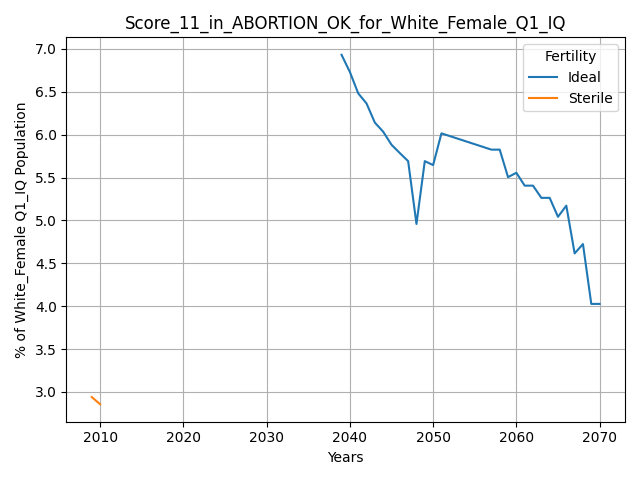 Score_11_in_ABORTION_OK_for_White_Female_Q1_IQ
Fertility
Ideal
Sterile
% of White_Female Q1_IQ Population
7.0
6.5
6.0
5.5
5.0
4.5
4.0
3.5
3.0
2010 2020 2030 2040 2050 2060 2070
Years